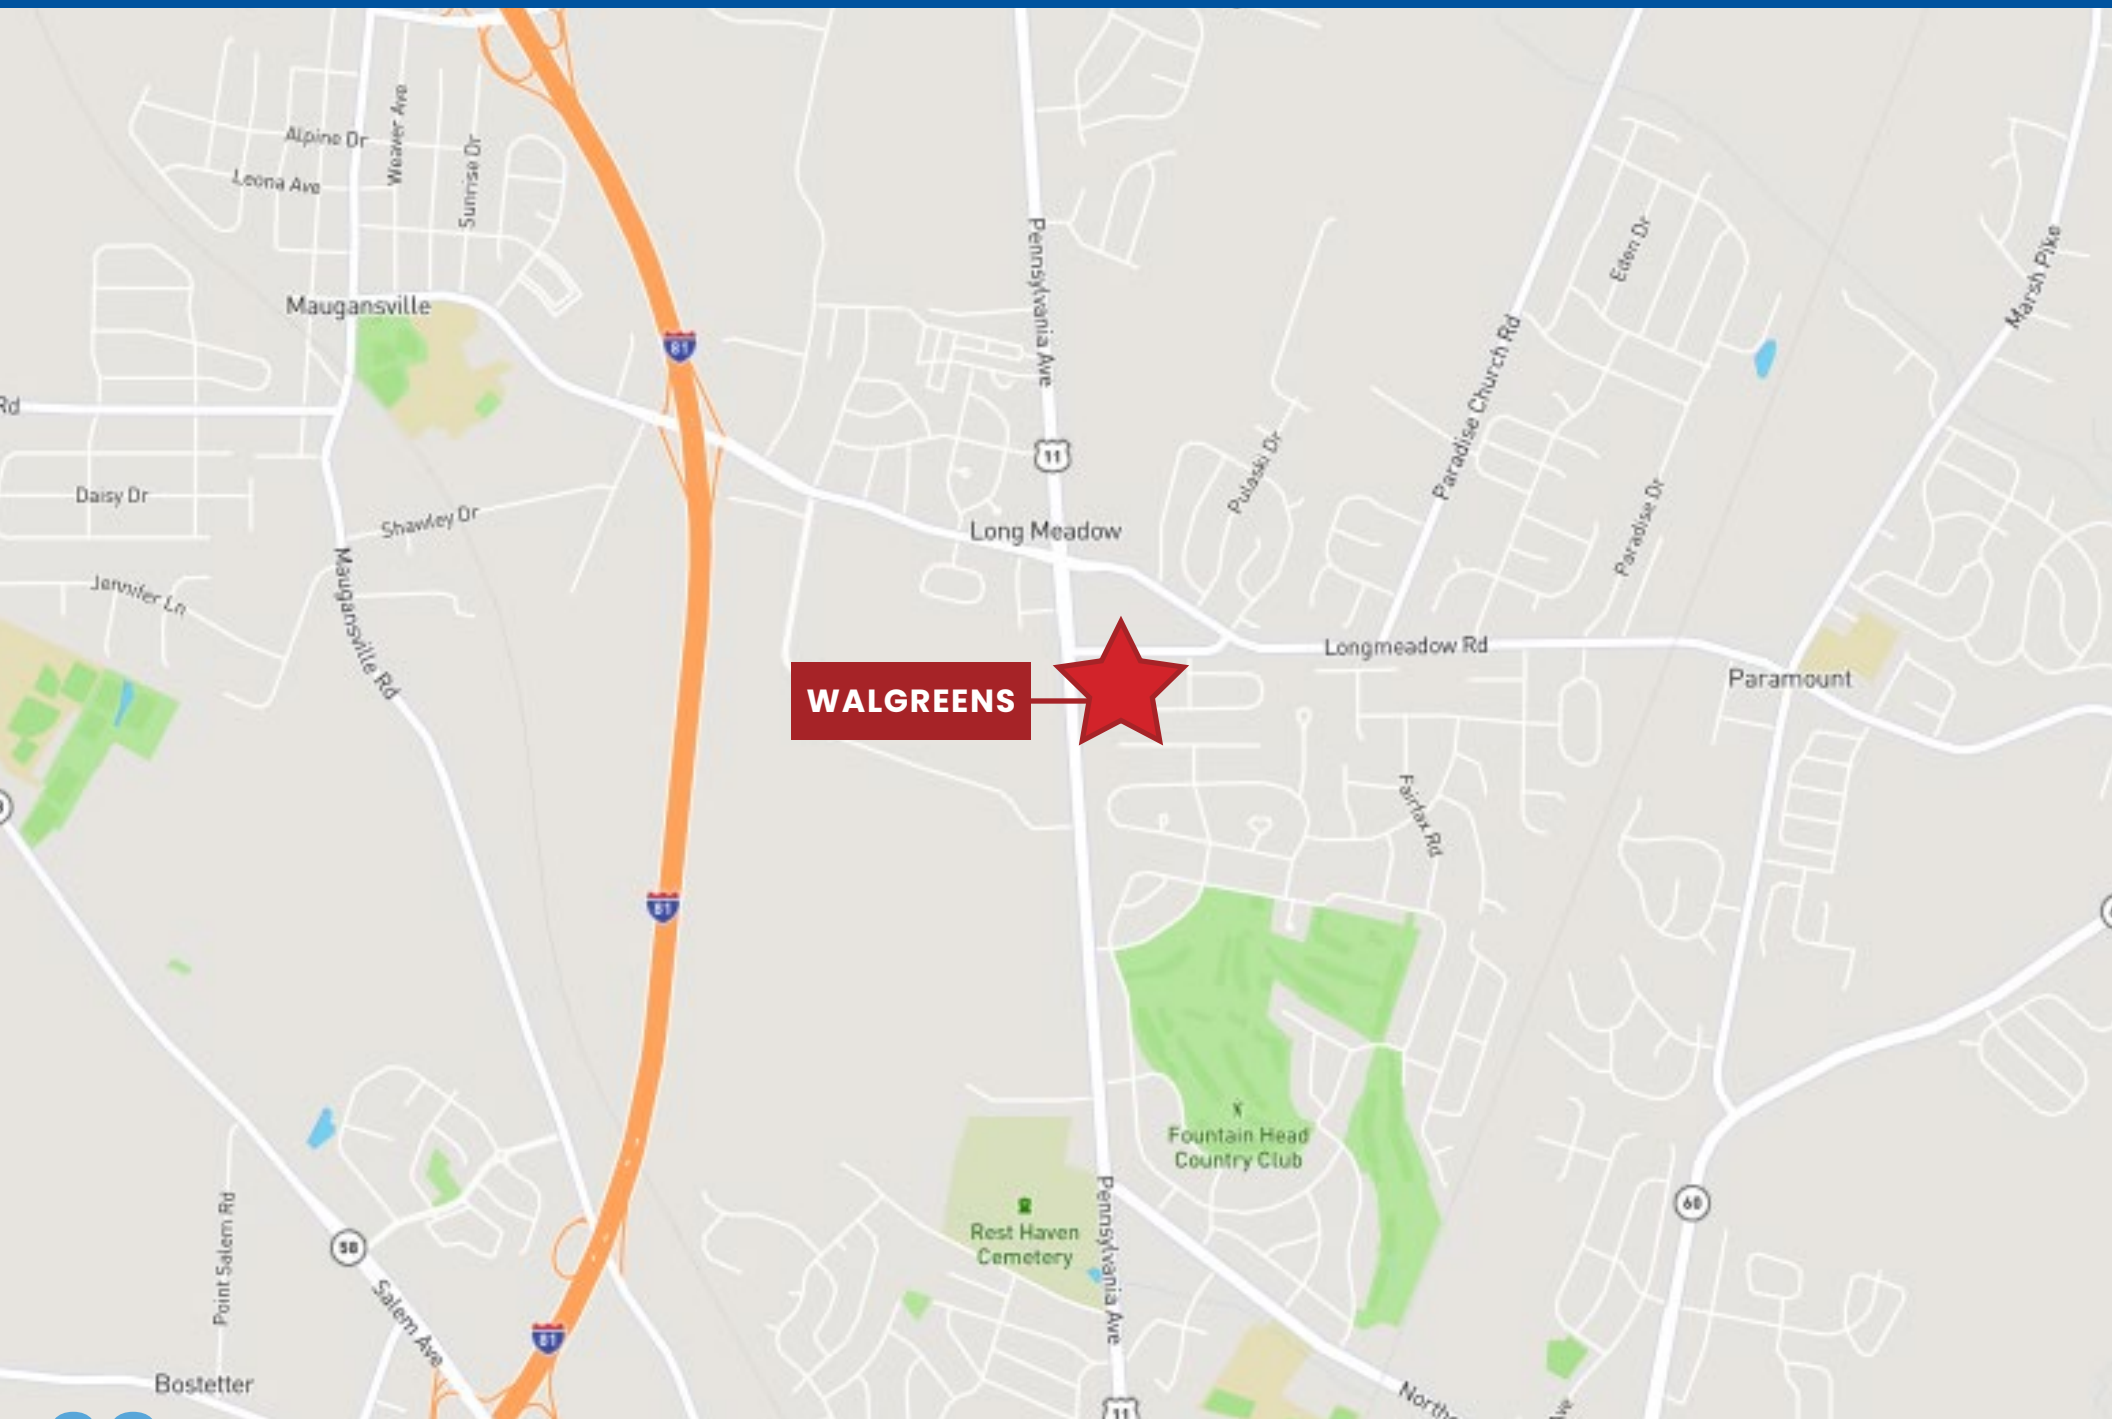 Weaver Ave
Alpine Dr
Sunrise Dr
Leona Ave
Pennsylvania Ave
Eden Dr
Marsh Pike
Maugansville
81
Paradise Church Rd
Rd
11
Pulaski Dr
Daisy Dr
Shawley Dr
Long Meadow
Paradise Dr
Jennifer Ln
Maugansville Rd
Longmeadow Rd
Paramount
WALGREENS
Fairfax Rd
81
Fountain Head
Country Club
Rest Haven
Cemetery
Pennsylvania Ave
60
Point Salem Rd
58
Salem Ave
81
Bostetter
11